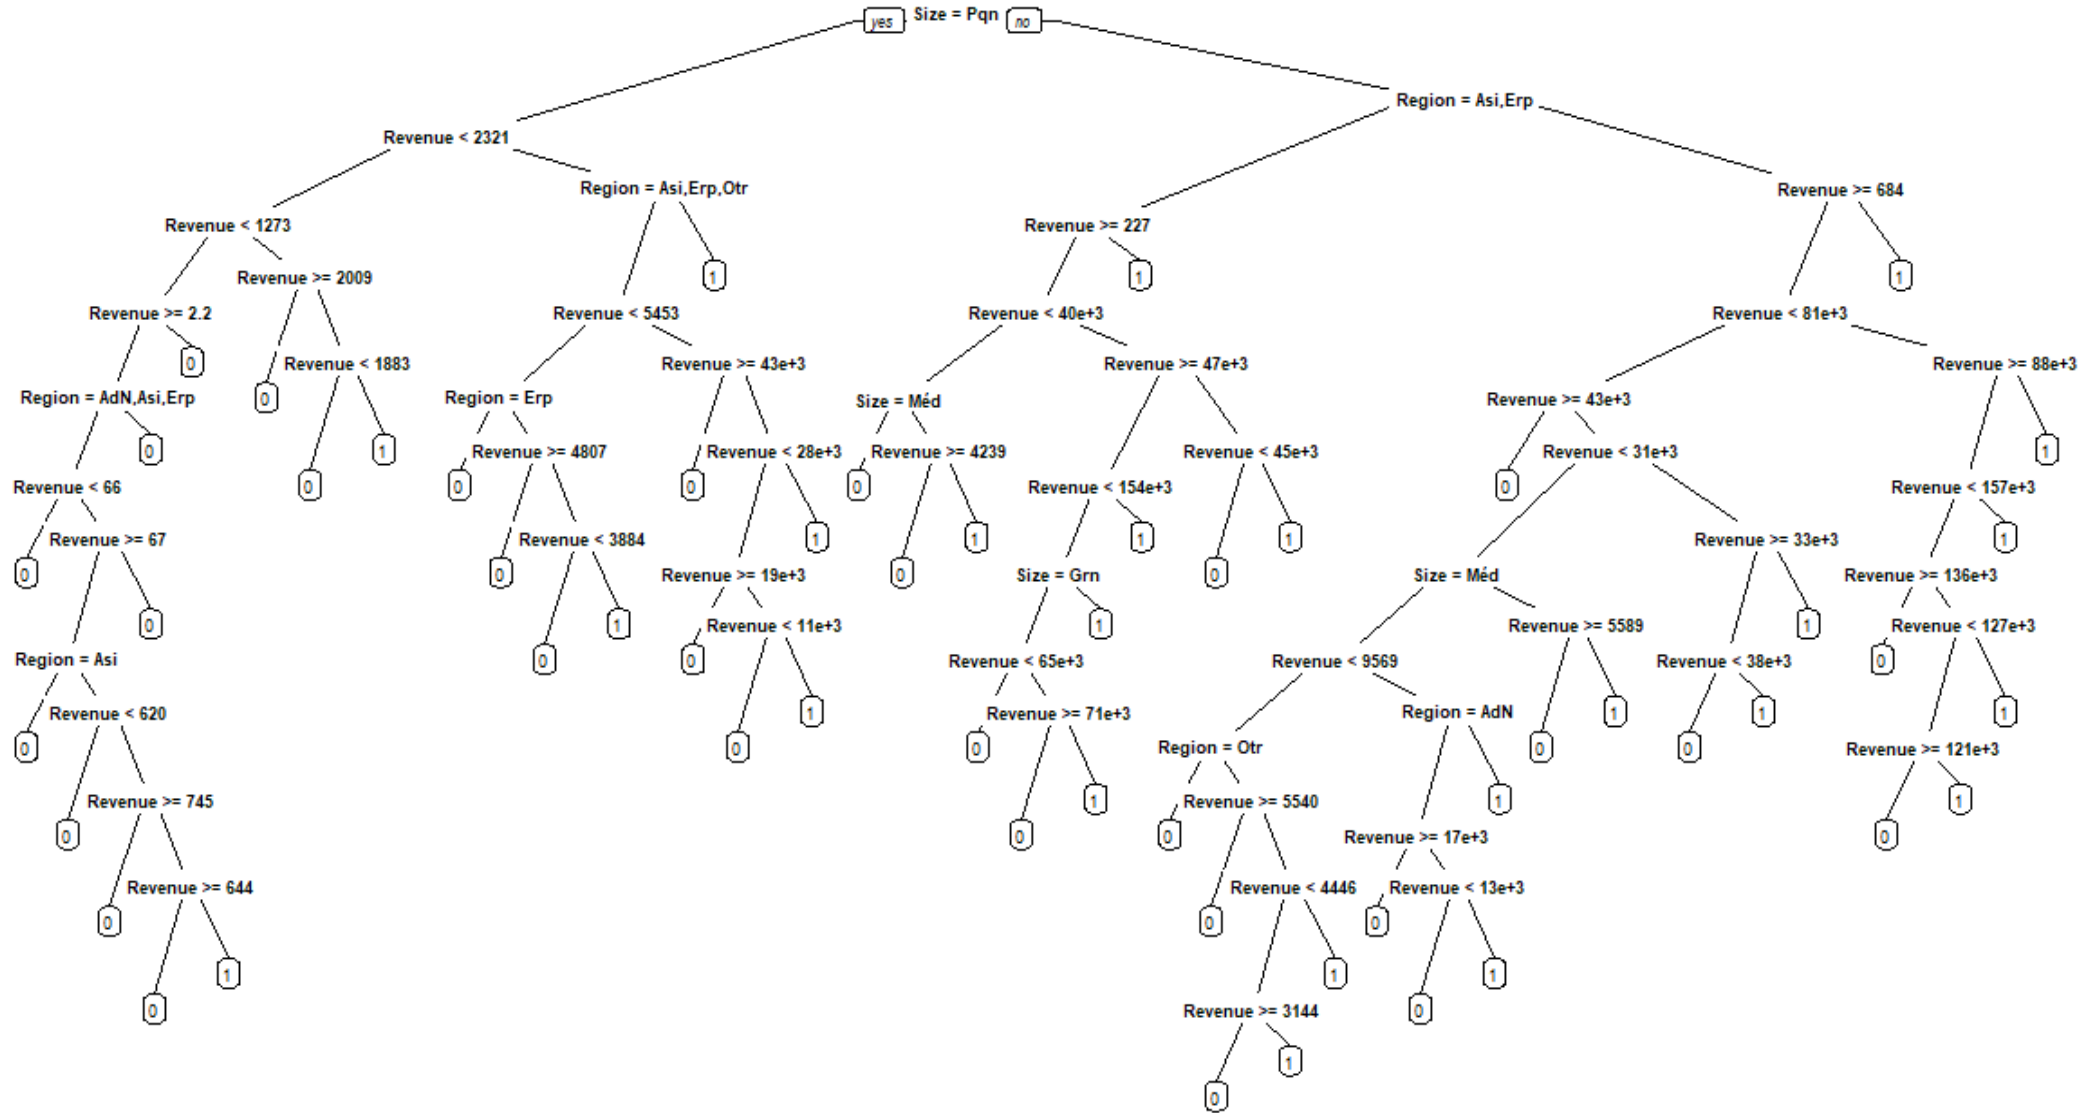 yes Size = Pqn no
Region = Asi,Erp
Revenue < 2321
Region = Asi,Erp,Otr Revenue >= 684
Revenue < 1273 Revenue >= 227
Revenue >= 2009 1 1 1
Revenue >= 2.2 Revenue < 5453 Revenue < 40e+3 Revenue < 81e+3
0 Revenue < 1883 Revenue >= 43e+3 Revenue >= 47e+3 Revenue >= 88e+3
Region = AdN,Asi,Erp 0 Region = Erp Size = Méd Revenue >= 43e+3
0 1 Revenue >= 4807 Revenue < 28e+3 Revenue >= 4239 Revenue < 45e+3 Revenue < 31e+3 1
Revenue < 66 0 0 0 0 Revenue < 154e+3 0 Revenue < 157e+3
Revenue >= 67 Revenue < 3884 1 1 1 1 Revenue >= 33e+3 1
0 0 Revenue >= 19e+3 0 Size = Grn 0 Size = Méd Revenue >= 136e+3
0 1 Revenue < 11e+3 1 Revenue >= 5589 1 Revenue < 127e+3
Region = Asi 0 0 Revenue < 65e+3 Revenue < 9569 Revenue < 38e+3 0
Revenue < 620 1 Revenue >= 71e+3 Region = AdN 1 1 1
0 0 0 Region = Otr 0 0 Revenue >= 121e+3
Revenue >= 745 1 Revenue >= 5540 1 1
0 0 0 Revenue >= 17e+3 0
Revenue >= 644 Revenue < 4446 Revenue < 13e+3
0 0 0
1 1 1
0 Revenue >= 3144 0
1
0